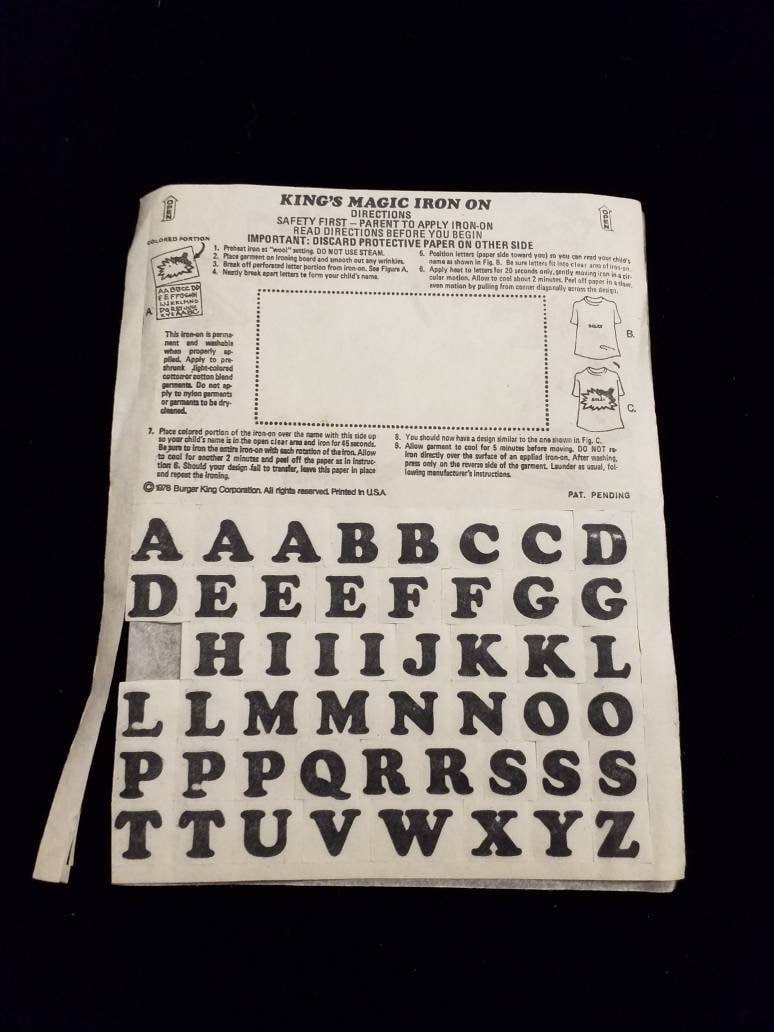 OPEN
OPEN
KING'S MAGIC IRON ON
DIRECTIONS
SAFETY FIRST — PARENT TO APPLY IRON-ON
READ DIRECTIONS BEFORE YOU BEGIN
IMPORTANT: DISCARD PROTECTIVE PAPER ON OTHER SIDE
COLORED PORTION
1. Preheat iron at "wool" setting. DO NOT USE STEAM.
2. Place garment on ironing board and smooth out any wrinkles.
3. Break off perforated letter portion from iron-on. See Figure A.
4. Neatly break apart letters to form your child's name.
5. Position letters (paper side toward you) so you can read your child's
name as shown in Fig. B. Be sure letters fit into clear area of iron-on.
6. Apply heat to letters for 20 seconds only, gently moving iron in a cir-
cular motion. Allow to cool about 2 minutes. Peel off paper in a slow,
even motion by pulling from corner diagonally across the design.
A
B.
C.
This iron-on is perma-
nent and washable
when properly ap-
plied. Apply to pre-
shrunk light-colored
cotton or cotton blend
garments. Do not ap-
ply to nylon garments
or garments to be dry-
cleaned.
7. Place colored portion of the iron-on over the name with this side up
so your child's name is in the open clear area and iron for 45 seconds.
Be sure to iron the entire iron-on with each rotation of the iron. Allow
to cool for another 2 minutes and peel off the paper as in instruc-
tion 6. Should your design fail to transfer, leave this paper in place
and repeat the ironing.
8. You should now have a design similar to the one shown in Fig. C.
9. Allow garment to cool for 5 minutes before moving. DO NOT re-
iron directly over the surface of an applied iron-on. After washing,
press only on the reverse side of the garment. Launder as usual, fol-
lowing manufacturer's instructions.
© 1978 Burger King Corporation. All rights reserved. Printed in U.S.A.
PAT. PENDING
A A A B B C C D
D E E E F F G G
H I I I J K K L
L L M M N N O O
P P P Q R R S S S
T T U V W X Y Z